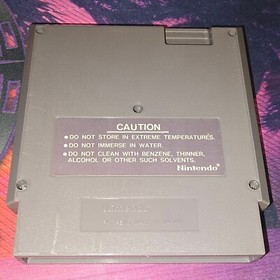 CAUTION
● DO NOT STORE IN EXTREME TEMPERATURES.
● DO NOT IMMERSE IN WATER.
● DO NOT CLEAN WITH BENZENE, THINNER,
ALCOHOL OR OTHER SUCH SOLVENTS.
Nintendo